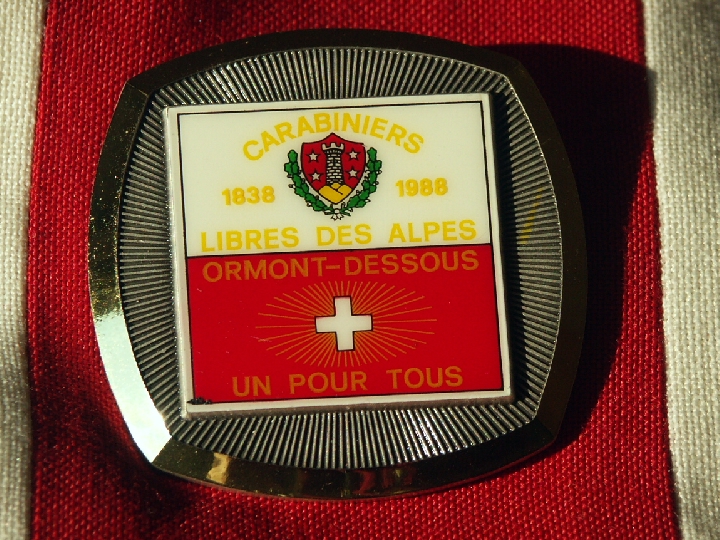 CARABINIERS
1838 1988
LIBRES DES ALPES
ORMONT-DESSOUS
UN POUR TOUS